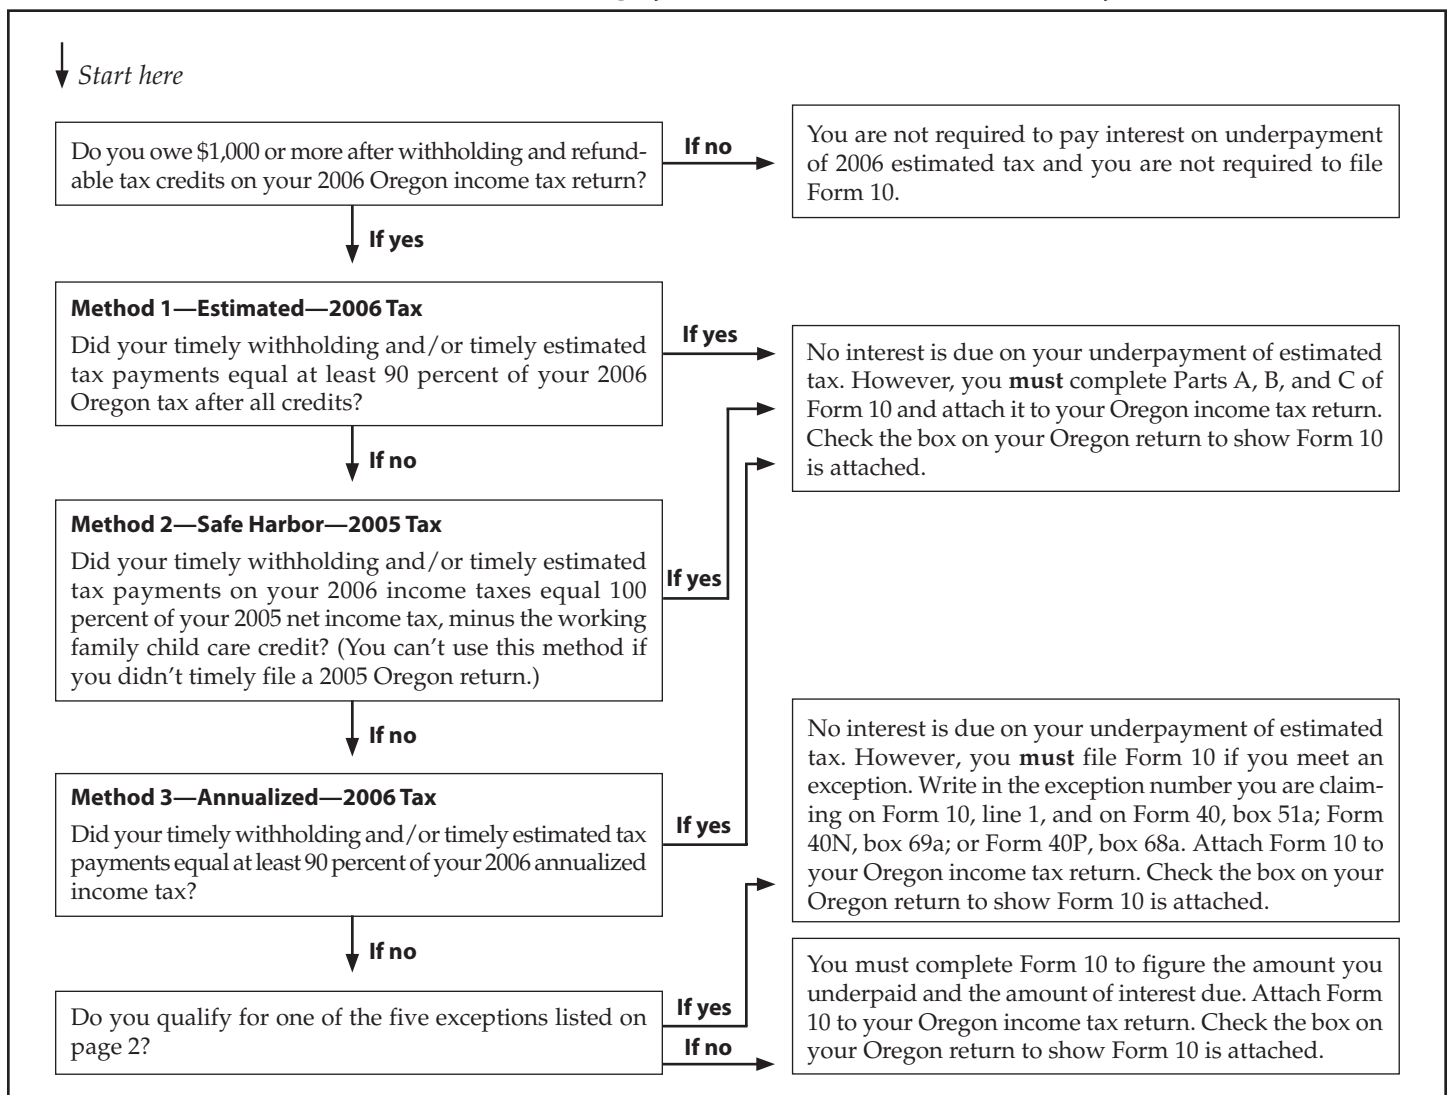 Start here
Do you owe $1,000 or more after withholding and refund-
able tax credits on your 2006 Oregon income tax return?
If no
You are not required to pay interest on underpayment
of 2006 estimated tax and you are not required to file
Form 10.
If yes
Method 1—Estimated—2006 Tax
Did your timely withholding and/or timely estimated
tax payments equal at least 90 percent of your 2006
Oregon tax after all credits?
If yes
No interest is due on your underpayment of estimated
tax. However, you must complete Parts A, B, and C of
Form 10 and attach it to your Oregon income tax return.
Check the box on your Oregon return to show Form 10
is attached.
If no
Method 2—Safe Harbor—2005 Tax
Did your timely withholding and/or timely estimated
tax payments on your 2006 income taxes equal 100
percent of your 2005 net income tax, minus the working
family child care credit? (You can't use this method if
you didn't timely file a 2005 Oregon return.)
If yes
If no
Method 3—Annualized—2006 Tax
Did your timely withholding and/or timely estimated tax
payments equal at least 90 percent of your 2006 annualized
income tax?
If yes
No interest is due on your underpayment of estimated
tax. However, you must file Form 10 if you meet an
exception. Write in the exception number you are claim-
ing on Form 10, line 1, and on Form 40, box 51a; Form
40N, box 69a; or Form 40P, box 68a. Attach Form 10 to
your Oregon income tax return. Check the box on your
Oregon return to show Form 10 is attached.
If no
Do you qualify for one of the five exceptions listed on
page 2?
If yes
If no
You must complete Form 10 to figure the amount you
underpaid and the amount of interest due. Attach Form
10 to your Oregon income tax return. Check the box on
your Oregon return to show Form 10 is attached.